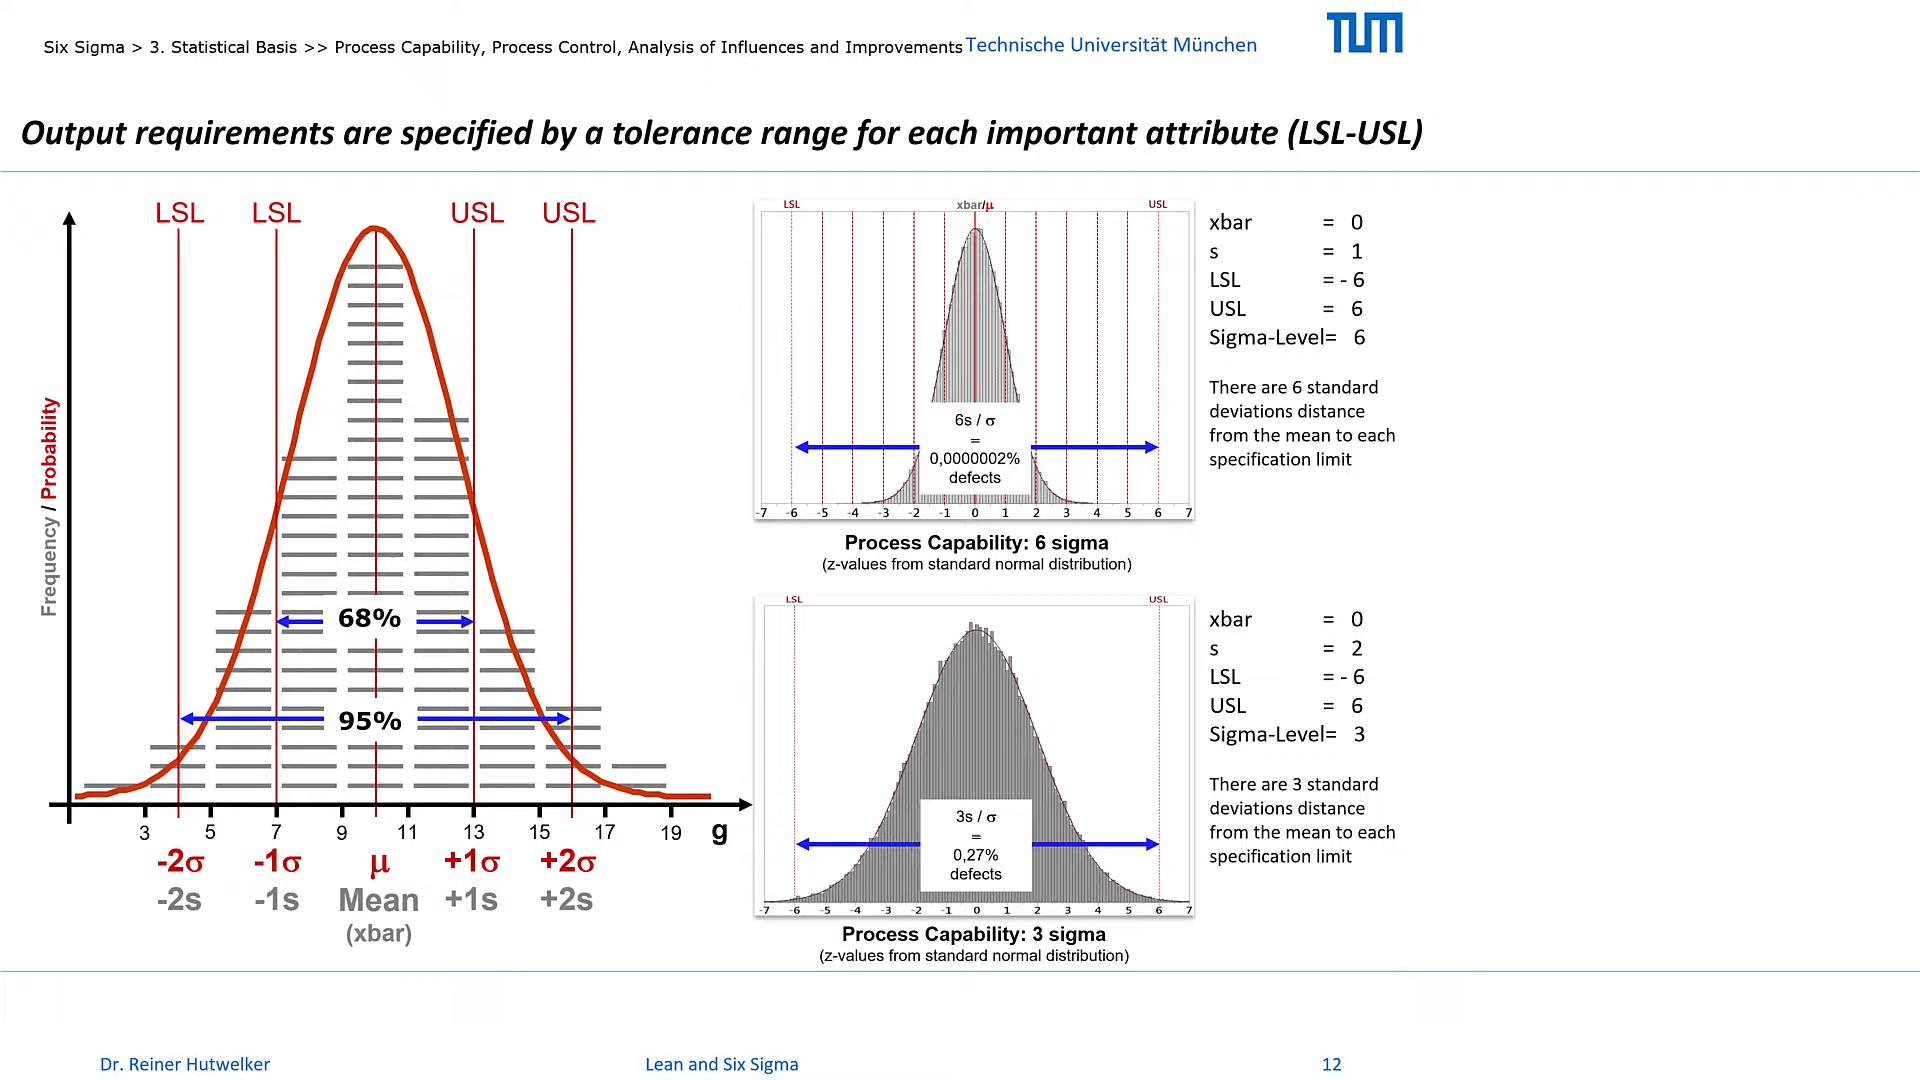 Six Sigma > 3. Statistical Basis >> Process Capability, Process Control, Analysis of Influences and Improvements
Technische Universität München
TUM
Output requirements are specified by a tolerance range for each important attribute (LSL-USL)
LSL LSL USL USL
Frequency / Probability
68%
95%
3 5 7 9 11 13 15 17 19 g
-2σ -1σ μ +1σ +2σ
-2s -1s Mean +1s +2s
(xbar)
LSL xbar/μ USL
6s / σ
=
0,0000002%
defects
-7 -6 -5 -4 -3 -2 -1 0 1 2 3 4 5 6 7
Process Capability: 6 sigma
(z-values from standard normal distribution)
xbar = 0
s = 1
LSL = - 6
USL = 6
Sigma-Level= 6
There are 6 standard
deviations distance
from the mean to each
specification limit
LSL USL
3s / σ
=
0,27%
defects
-7 -6 -5 -4 -3 -2 -1 0 1 2 3 4 5 6 7
Process Capability: 3 sigma
(z-values from standard normal distribution)
xbar = 0
s = 2
LSL = - 6
USL = 6
Sigma-Level= 3
There are 3 standard
deviations distance
from the mean to each
specification limit
Dr. Reiner Hutwelker
Lean and Six Sigma
12